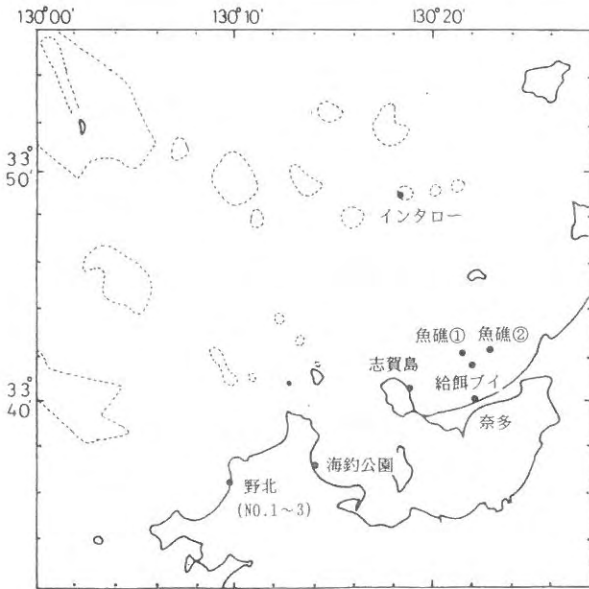 130°00'
130°10'
130°20'
33°
50'
インタロー
魚礁①
魚礁②
志賀島
給餌ブイ
33°
40'
奈多
海釣公園
野北
(NO.1～3)